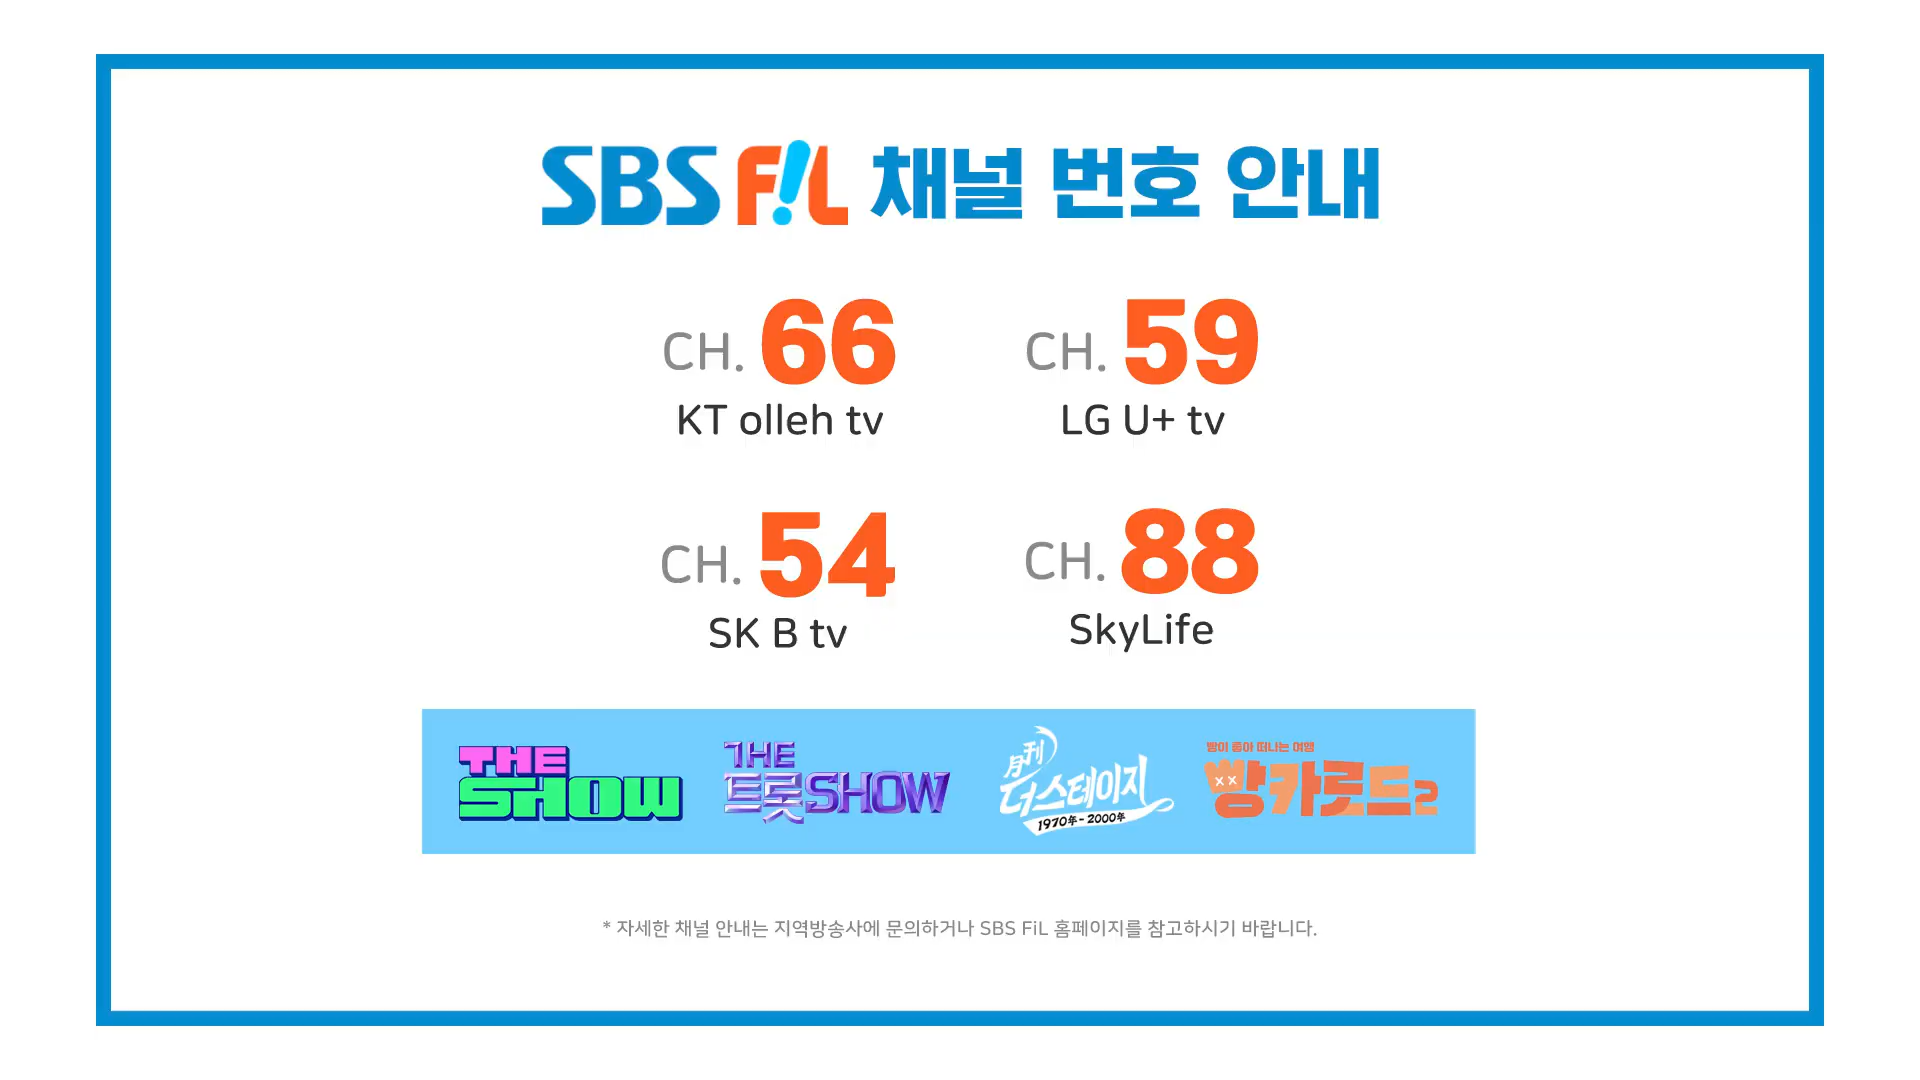 SBS F!L 채널 번호 안내
CH. 66
KT olleh tv
CH. 59
LG U+ tv
CH. 54
SK B tv
CH. 88
SkyLife
THE
SHOW
THE
트롯SHOW
月刊
더스테이지
1970年-2000年
빵이 좋아 떠나는 여행
빵카로드2
* 자세한 채널 안내는 지역방송사에 문의하거나 SBS FiL 홈페이지를 참고하시기 바랍니다.